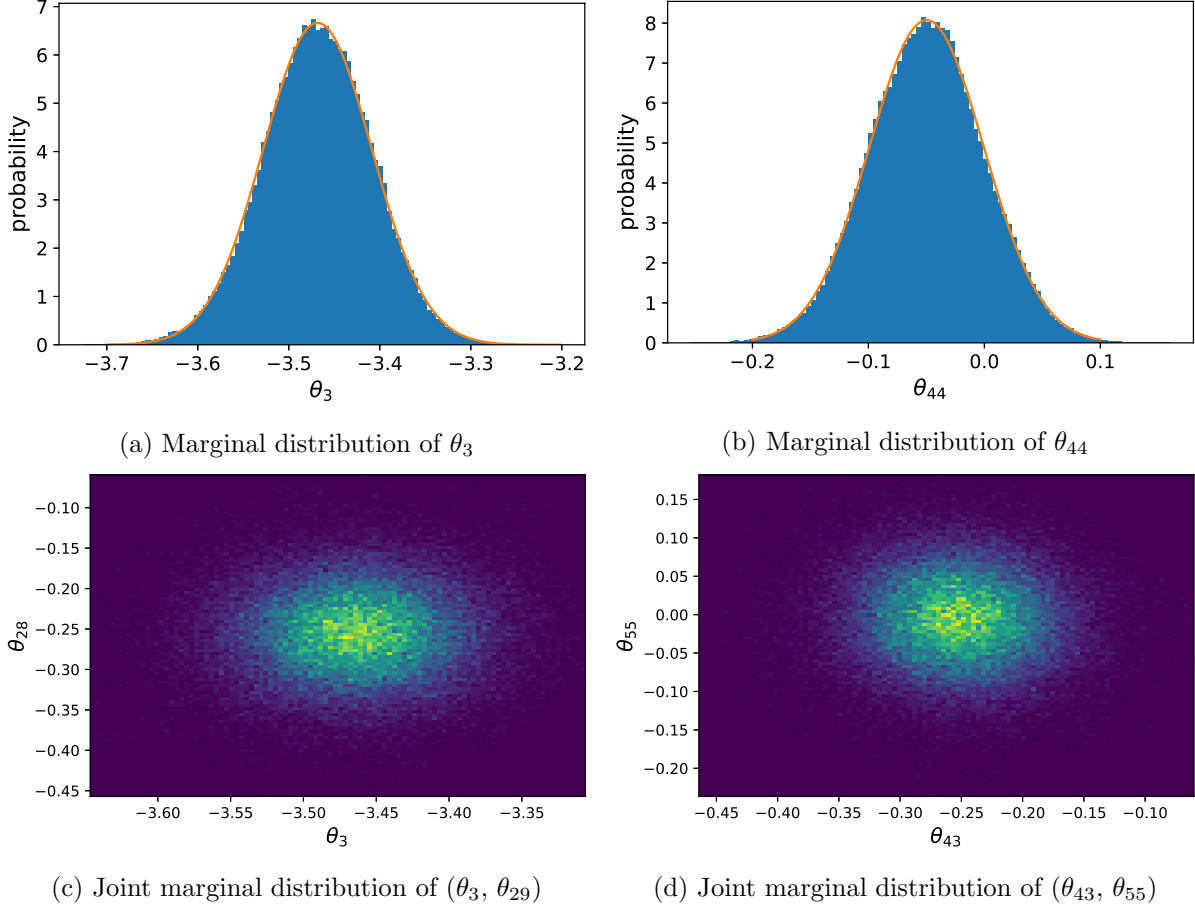 7
6
5
4
3
2
1
0
probability
−3.7 −3.6 −3.5 −3.4 −3.3 −3.2
θ3
(a) Marginal distribution of θ3
8
7
6
5
4
3
2
1
0
probability
−0.2 −0.1 0.0 0.1
θ44
(b) Marginal distribution of θ44
−0.10
−0.15
−0.20
−0.25
−0.30
−0.35
−0.40
−0.45
θ28
−3.60 −3.55 −3.50 −3.45 −3.40 −3.35
θ3
(c) Joint marginal distribution of (θ3, θ29)
0.15
0.10
0.05
0.00
−0.05
−0.10
−0.15
−0.20
θ55
−0.45 −0.40 −0.35 −0.30 −0.25 −0.20 −0.15 −0.10
θ43
(d) Joint marginal distribution of (θ43, θ55)